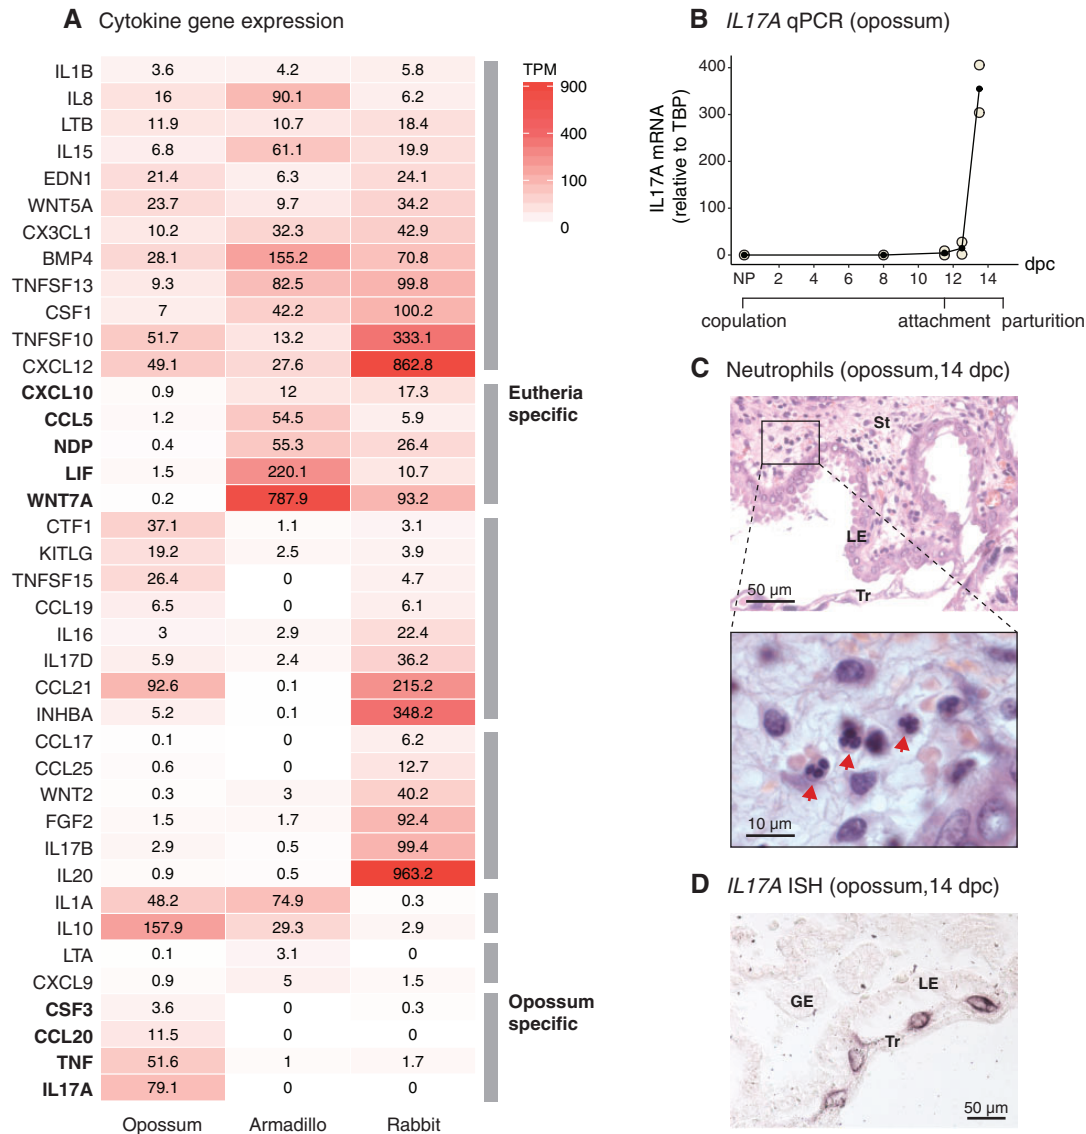 A Cytokine gene expression
IL1B 3.6 4.2 5.8
IL8 16 90.1 6.2
LTB 11.9 10.7 18.4
IL15 6.8 61.1 19.9
EDN1 21.4 6.3 24.1
WNT5A 23.7 9.7 34.2
CX3CL1 10.2 32.3 42.9
BMP4 28.1 155.2 70.8
TNFSF13 9.3 82.5 99.8
CSF1 7 42.2 100.2
TNFSF10 51.7 13.2 333.1
CXCL12 49.1 27.6 862.8
CXCL10 0.9 12 17.3
CCL5 1.2 54.5 5.9
NDP 0.4 55.3 26.4
LIF 1.5 220.1 10.7
WNT7A 0.2 787.9 93.2
CTF1 37.1 1.1 3.1
KITLG 19.2 2.5 3.9
TNFSF15 26.4 0 4.7
CCL19 6.5 0 6.1
IL16 3 2.9 22.4
IL17D 5.9 2.4 36.2
CCL21 92.6 0.1 215.2
INHBA 5.2 0.1 348.2
CCL17 0.1 0 6.2
CCL25 0.6 0 12.7
WNT2 0.3 3 40.2
FGF2 1.5 1.7 92.4
IL17B 2.9 0.5 99.4
IL20 0.9 0.5 963.2
IL1A 48.2 74.9 0.3
IL10 157.9 29.3 2.9
LTA 0.1 3.1 0
CXCL9 0.9 5 1.5
CSF3 3.6 0 0.3
CCL20 11.5 0 0
TNF 51.6 1 1.7
IL17A 79.1 0 0
Opossum Armadillo Rabbit
TPM
900
400
100
0
Eutheria
specific
Opossum
specific
B IL17A qPCR (opossum)
IL17A mRNA
(relative to TBP)
400
300
200
100
0
NP 2 4 6 8 10 12 14 dpc
copulation attachment parturition
C Neutrophils (opossum,14 dpc)
St
LE
Tr
50 µm
10 µm
D IL17A ISH (opossum,14 dpc)
LE
GE
Tr
50 µm